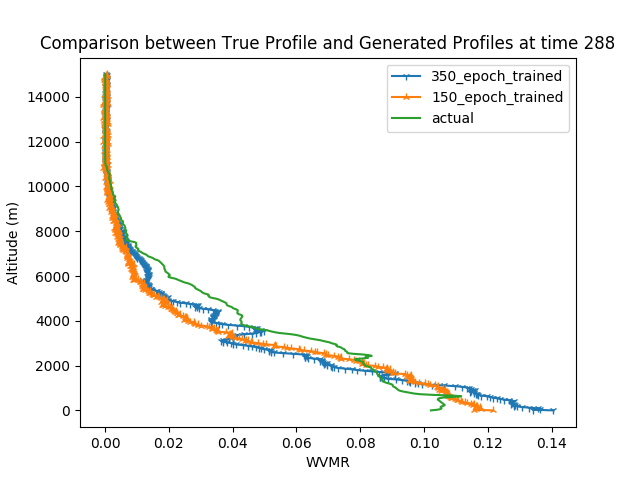 Comparison between True Profile and Generated Profiles at time 288
350_epoch_trained
150_epoch_trained
actual
Altitude (m)
14000
12000
10000
8000
6000
4000
2000
0
0.00 0.02 0.04 0.06 0.08 0.10 0.12 0.14
WVMR